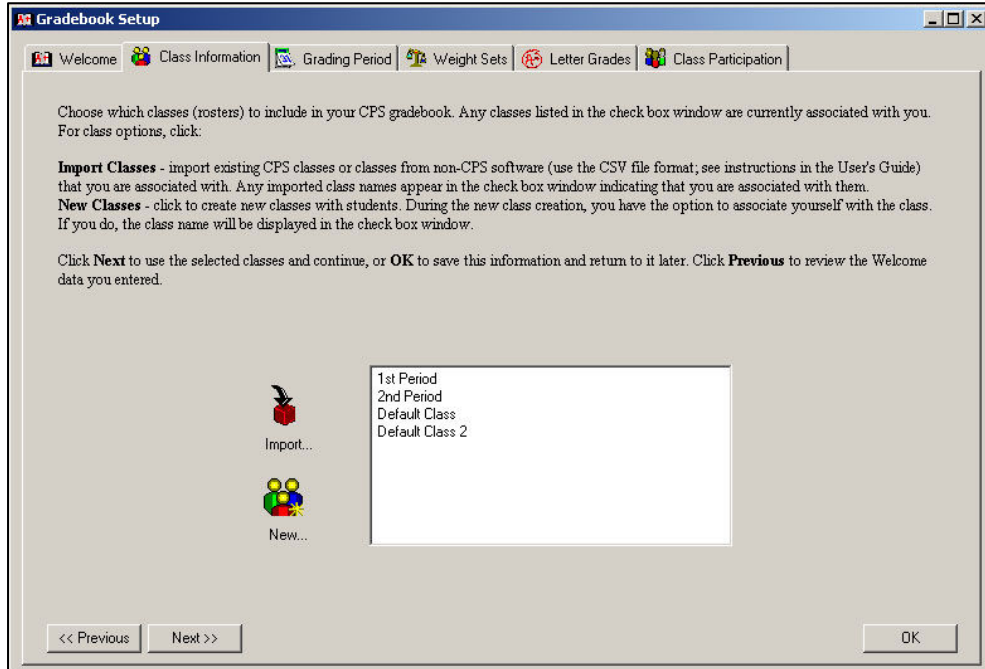 Gradebook Setup
Welcome Class Information Grading Period Weight Sets Letter Grades Class Participation
Choose which classes (rosters) to include in your CPS gradebook. Any classes listed in the check box window are currently associated with you.
For class options, click:
Import Classes - import existing CPS classes or classes from non-CPS software (use the CSV file format; see instructions in the User's Guide)
that you are associated with. Any imported class names appear in the check box window indicating that you are associated with them.
New Classes - click to create new classes with students. During the new class creation, you have the option to associate yourself with the class.
If you do, the class name will be displayed in the check box window.
Click Next to use the selected classes and continue, or OK to save this information and return to it later. Click Previous to review the Welcome
data you entered.
1st Period
2nd Period
Default Class
Default Class 2
Import...
New...
<< Previous Next >> OK